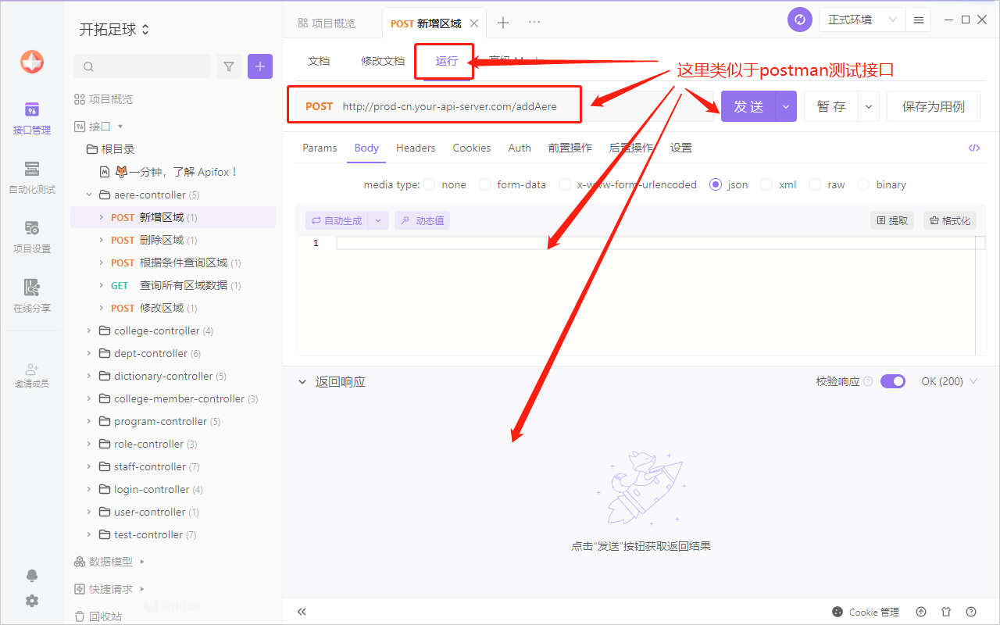 开拓足球
项目概览
POST 新增区域
正式环境
文档
修改文档
运行
高级 Mock
这里类似于postman测试接口
项目概览
POST http://prod-cn.your-api-server.com/addAere
发 送
暂 存
保存为用例
接口管理
接口
Params
Body
Headers
Cookies
Auth
前置操作
后置操作
设置
根目录
一分钟，了解 Apifox！
自动化测试
media type:
none
form-data
x-www-form-urlencoded
json
xml
raw
binary
aere-controller (5)
POST 新增区域 (1)
自动生成
动态值
提取
格式化
POST 删除区域 (1)
1
项目设置
POST 根据条件查询区域 (1)
GET 查询所有区域数据 (1)
在线分享
POST 修改区域 (1)
college-controller (4)
dept-controller (6)
dictionary-controller (5)
邀请成员
返回响应
校验响应
OK (200)
college-member-controller (3)
program-controller (5)
role-controller (3)
staff-controller (7)
login-controller (4)
user-controller (1)
test-controller (7)
点击“发送”按钮获取返回结果
数据模型
快捷请求
Apifox
回收站
Cookie 管理